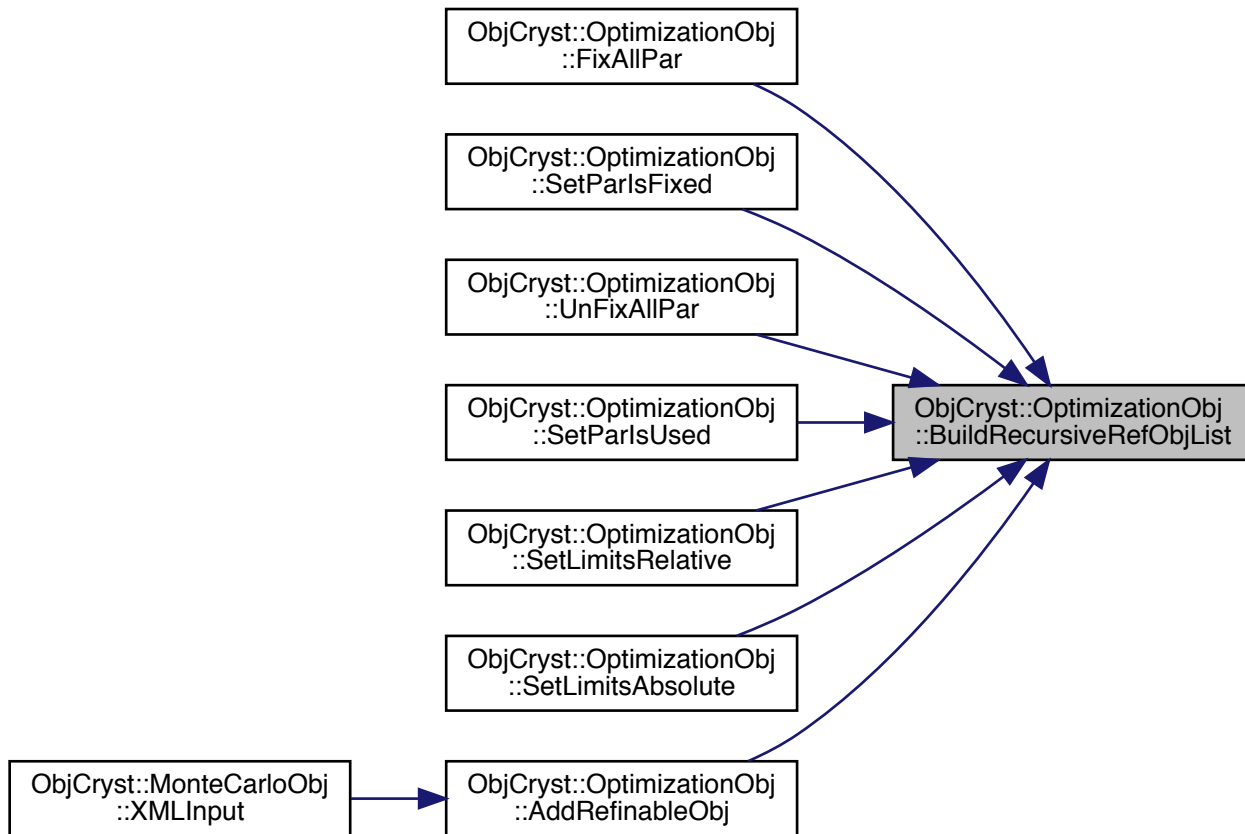 ObjCryst::OptimizationObj
::FixAllPar
ObjCryst::OptimizationObj
::SetParIsFixed
ObjCryst::OptimizationObj
::UnFixAllPar
ObjCryst::OptimizationObj
::SetParIsUsed
ObjCryst::OptimizationObj
::BuildRecursiveRefObjList
ObjCryst::OptimizationObj
::SetLimitsRelative
ObjCryst::OptimizationObj
::SetLimitsAbsolute
ObjCryst::MonteCarloObj
::XMLInput
ObjCryst::OptimizationObj
::AddRefinableObj